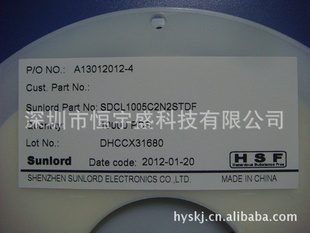 P/O NO.: A13012012-4
Cust. Part No.:
Sunlord Part No: SDCL1005C2N2STDF
深圳市恒宝盛科技有限公司
Lot No.: DHCCX31680
Sunlord Date code: 2012-01-20
HSF
SHENZHEN SUNLORD ELECTRONICS CO.,LTD. MADE IN CHINA
hyskj.cn.alibaba.com